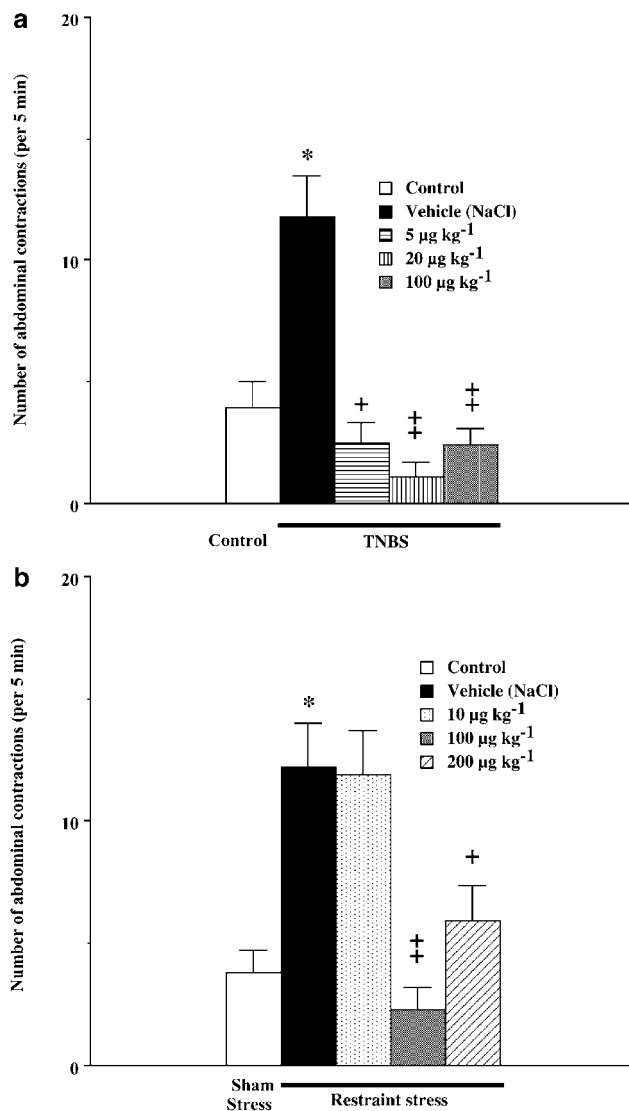 a
20
10
0
Number of abdominal contractions (per 5 min)
*
+
+
+
+
+
Control
Vehicle (NaCl)
5 µg kg-1
20 µg kg-1
100 µg kg-1
Control
TNBS
b
20
10
0
Number of abdominal contractions (per 5 min)
*
+
+
+
Control
Vehicle (NaCl)
10 µg kg-1
100 µg kg-1
200 µg kg-1
Sham
Stress
Restraint stress